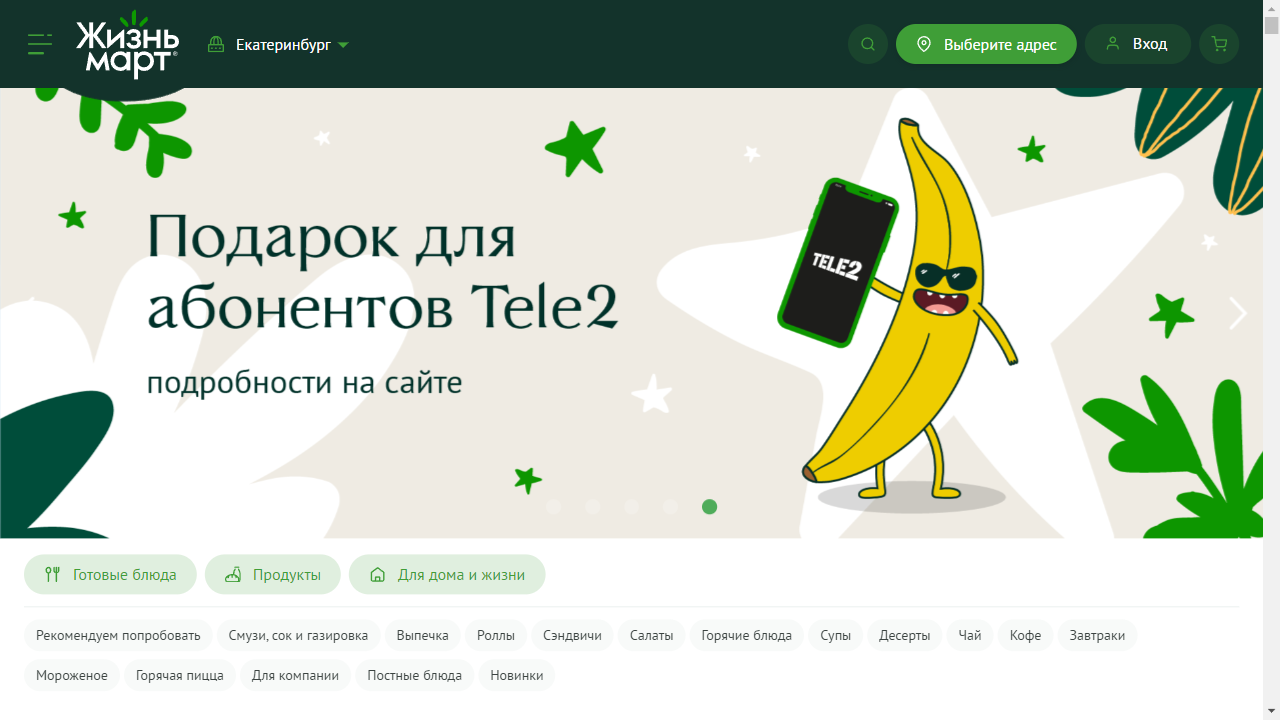 Жизнь
март®
Екатеринбург
Выберите адрес
Вход
Подарок для
абонентов Tele2
подробности на сайте
TELE2
Готовые блюда
Продукты
Для дома и жизни
Рекомендуем попробовать
Смузи, сок и газировка
Выпечка
Роллы
Сэндвичи
Салаты
Горячие блюда
Супы
Десерты
Чай
Кофе
Завтраки
Мороженое
Горячая пицца
Для компании
Постные блюда
Новинки